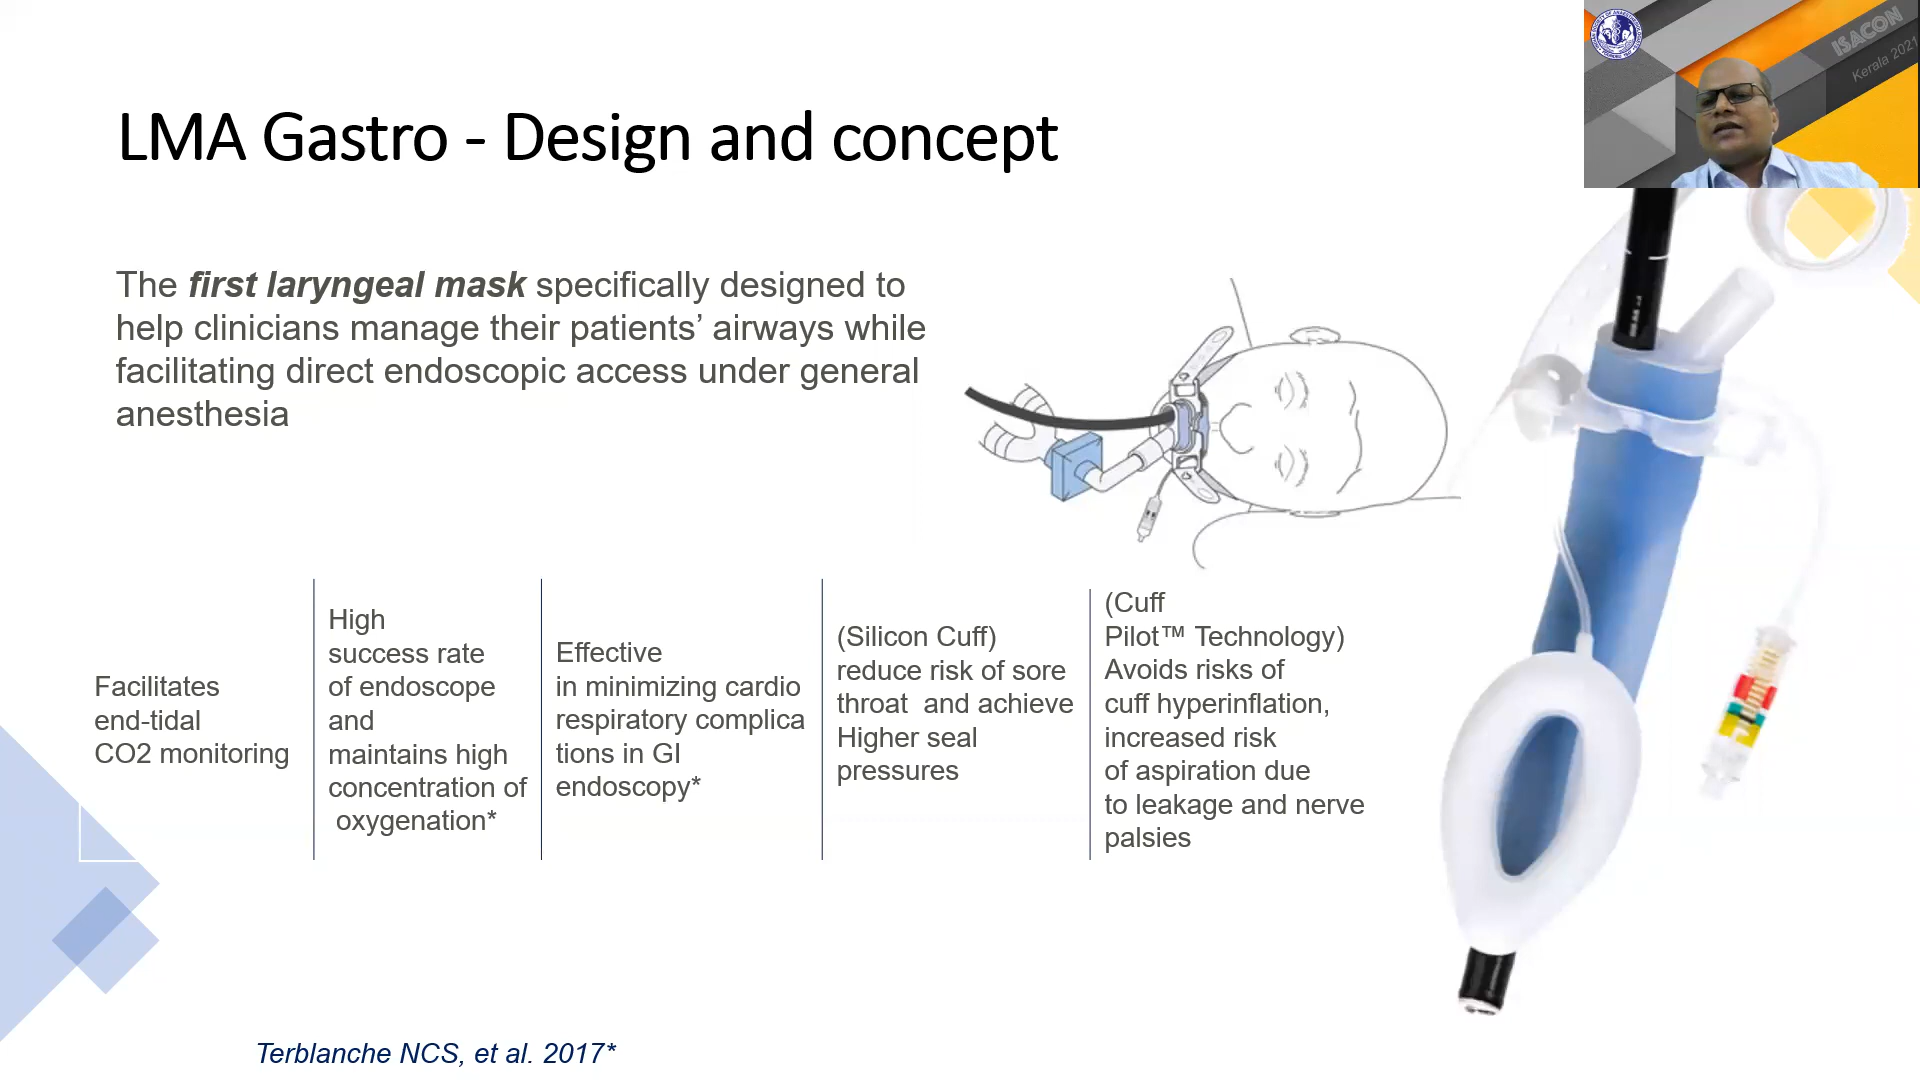 ISACON
Kerala 2021
LMA Gastro - Design and concept
The first laryngeal mask specifically designed to
help clinicians manage their patients’ airways while
facilitating direct endoscopic access under general
anesthesia
Facilitates
end-tidal
CO2 monitoring
High
success rate
of endoscope
and
maintains high
concentration of
oxygenation*
Effective
in minimizing cardio
respiratory complica
tions in GI
endoscopy*
(Silicon Cuff)
reduce risk of sore
throat and achieve
Higher seal
pressures
(Cuff
Pilot™ Technology)
Avoids risks of
cuff hyperinflation,
increased risk
of aspiration due
to leakage and nerve
palsies
Terblanche NCS, et al. 2017*